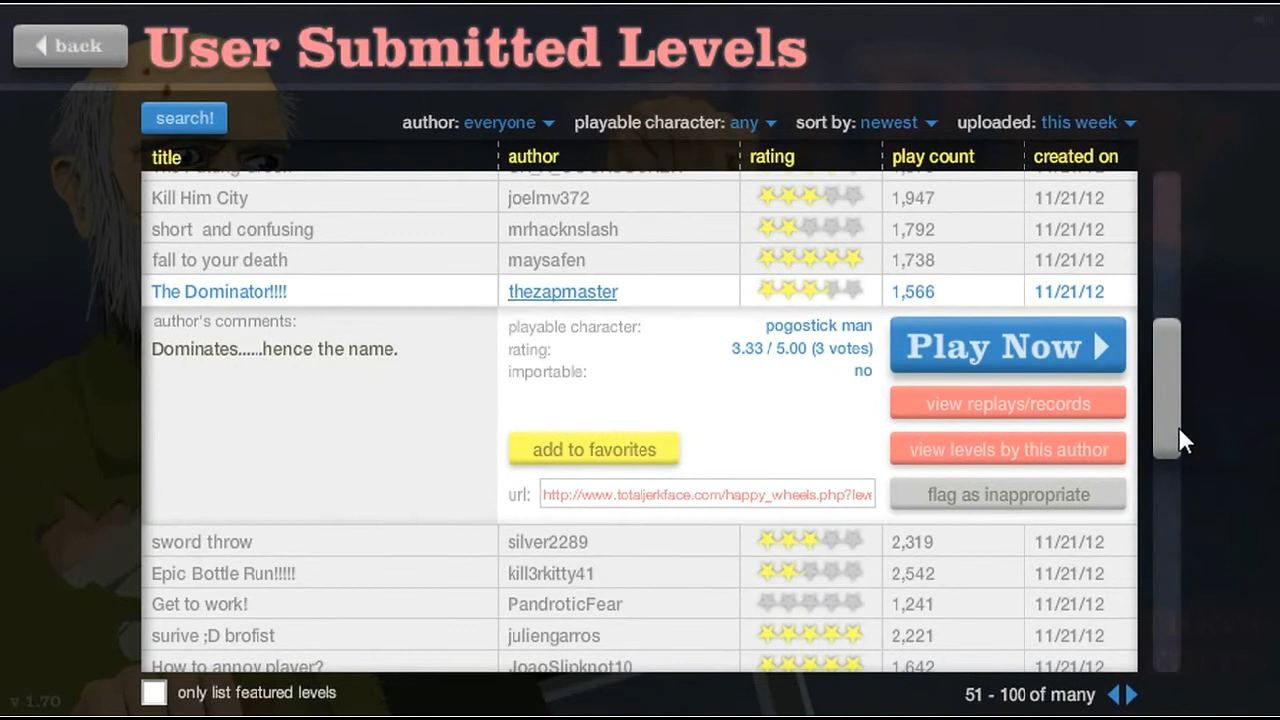 back
User Submitted Levels
search!
author: everyone playable character: any sort by: newest uploaded: this week
title author rating play count created on
Kill Him City joelmv372 1,947 11/21/12
short and confusing mrhacknslash 1,792 11/21/12
fall to your death maysafen 1,738 11/21/12
The Dominator!!!! thezapmaster 1,566 11/21/12
author's comments:
Dominates......hence the name.
playable character: pogostick man
rating: 3.33 / 5.00 (3 votes)
importable: no
Play Now
view replays/records
add to favorites
view levels by this author
url: http://www.totaljerkface.com/happy_wheels.php?leve
flag as inappropriate
sword throw silver2289 2,319 11/21/12
Epic Bottle Run!!!!! kill3rkitty41 2,542 11/21/12
Get to work! PandroticFear 1,241 11/21/12
surive ;D brofist juliengarros 2,221 11/21/12
How to annoy player? JoaoSlipknot10 1,642 11/21/12
only list featured levels
51 - 100 of many
v 1.70